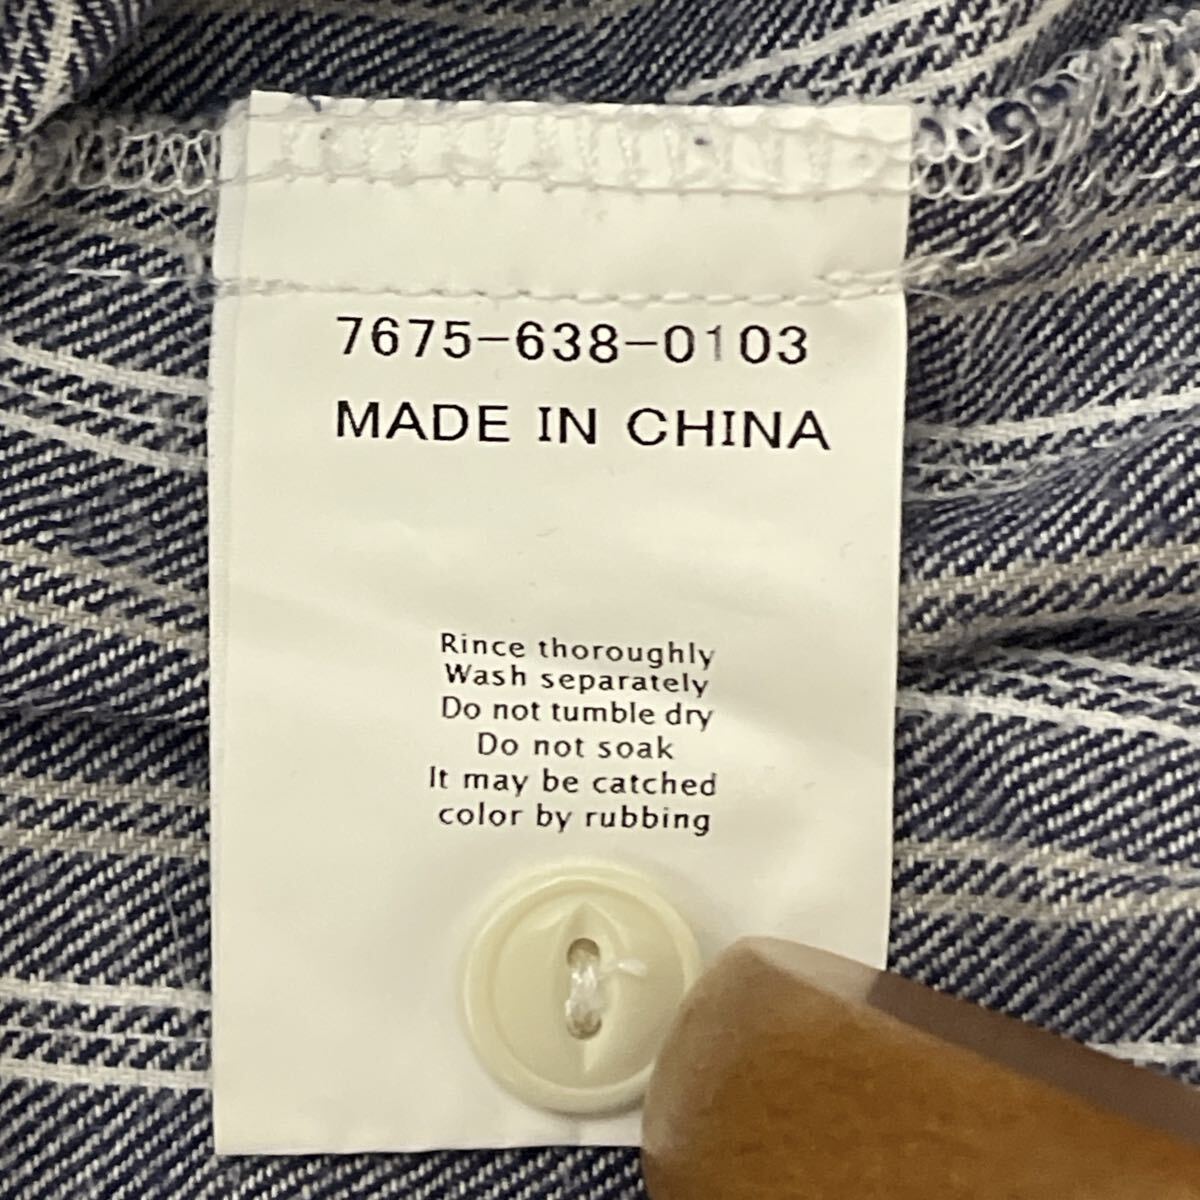 7675-638-0103
MADE IN CHINA
Rince thoroughly
Wash separately
Do not tumble dry
Do not soak
It may be catched
color by rubbing